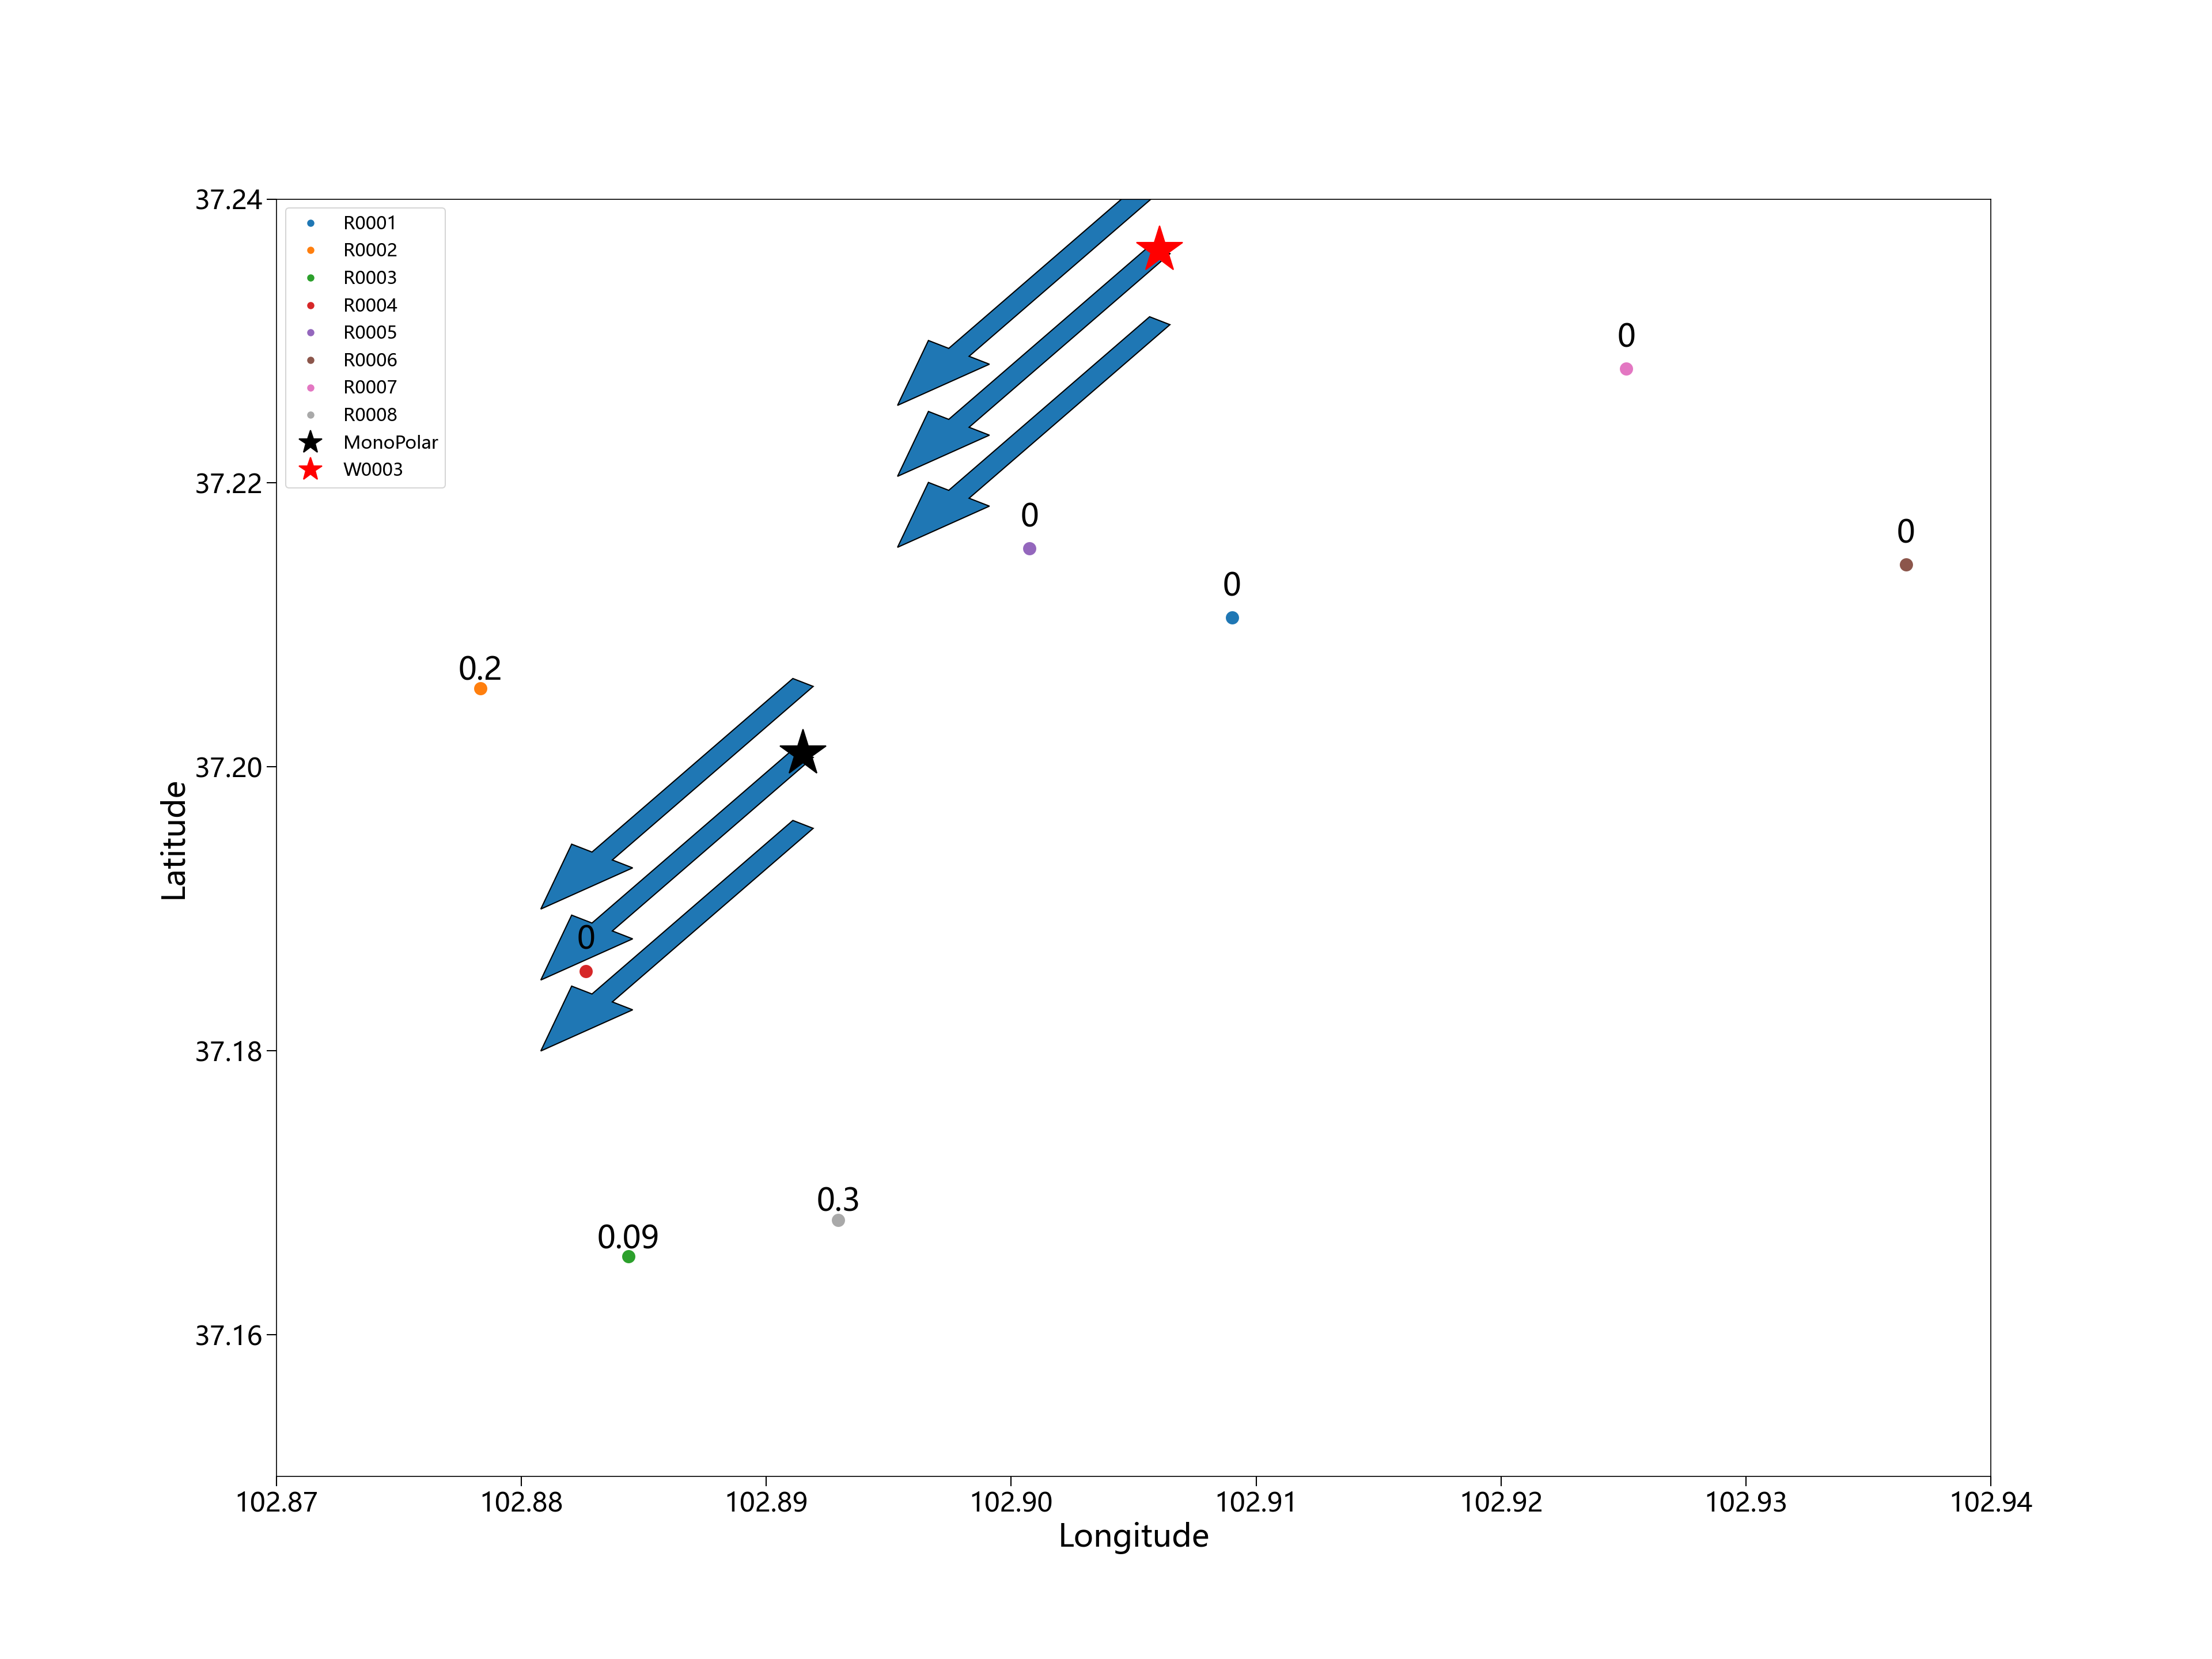 37.24
R0001
R0002
R0003
R0004
R0005
R0006
R0007
R0008
MonoPolar
W0003
0
37.22
0
0
0
0.2
37.20
Latitude
0
37.18
0.3
0.09
37.16
102.87 102.88 102.89 102.90 102.91 102.92 102.93 102.94
Longitude